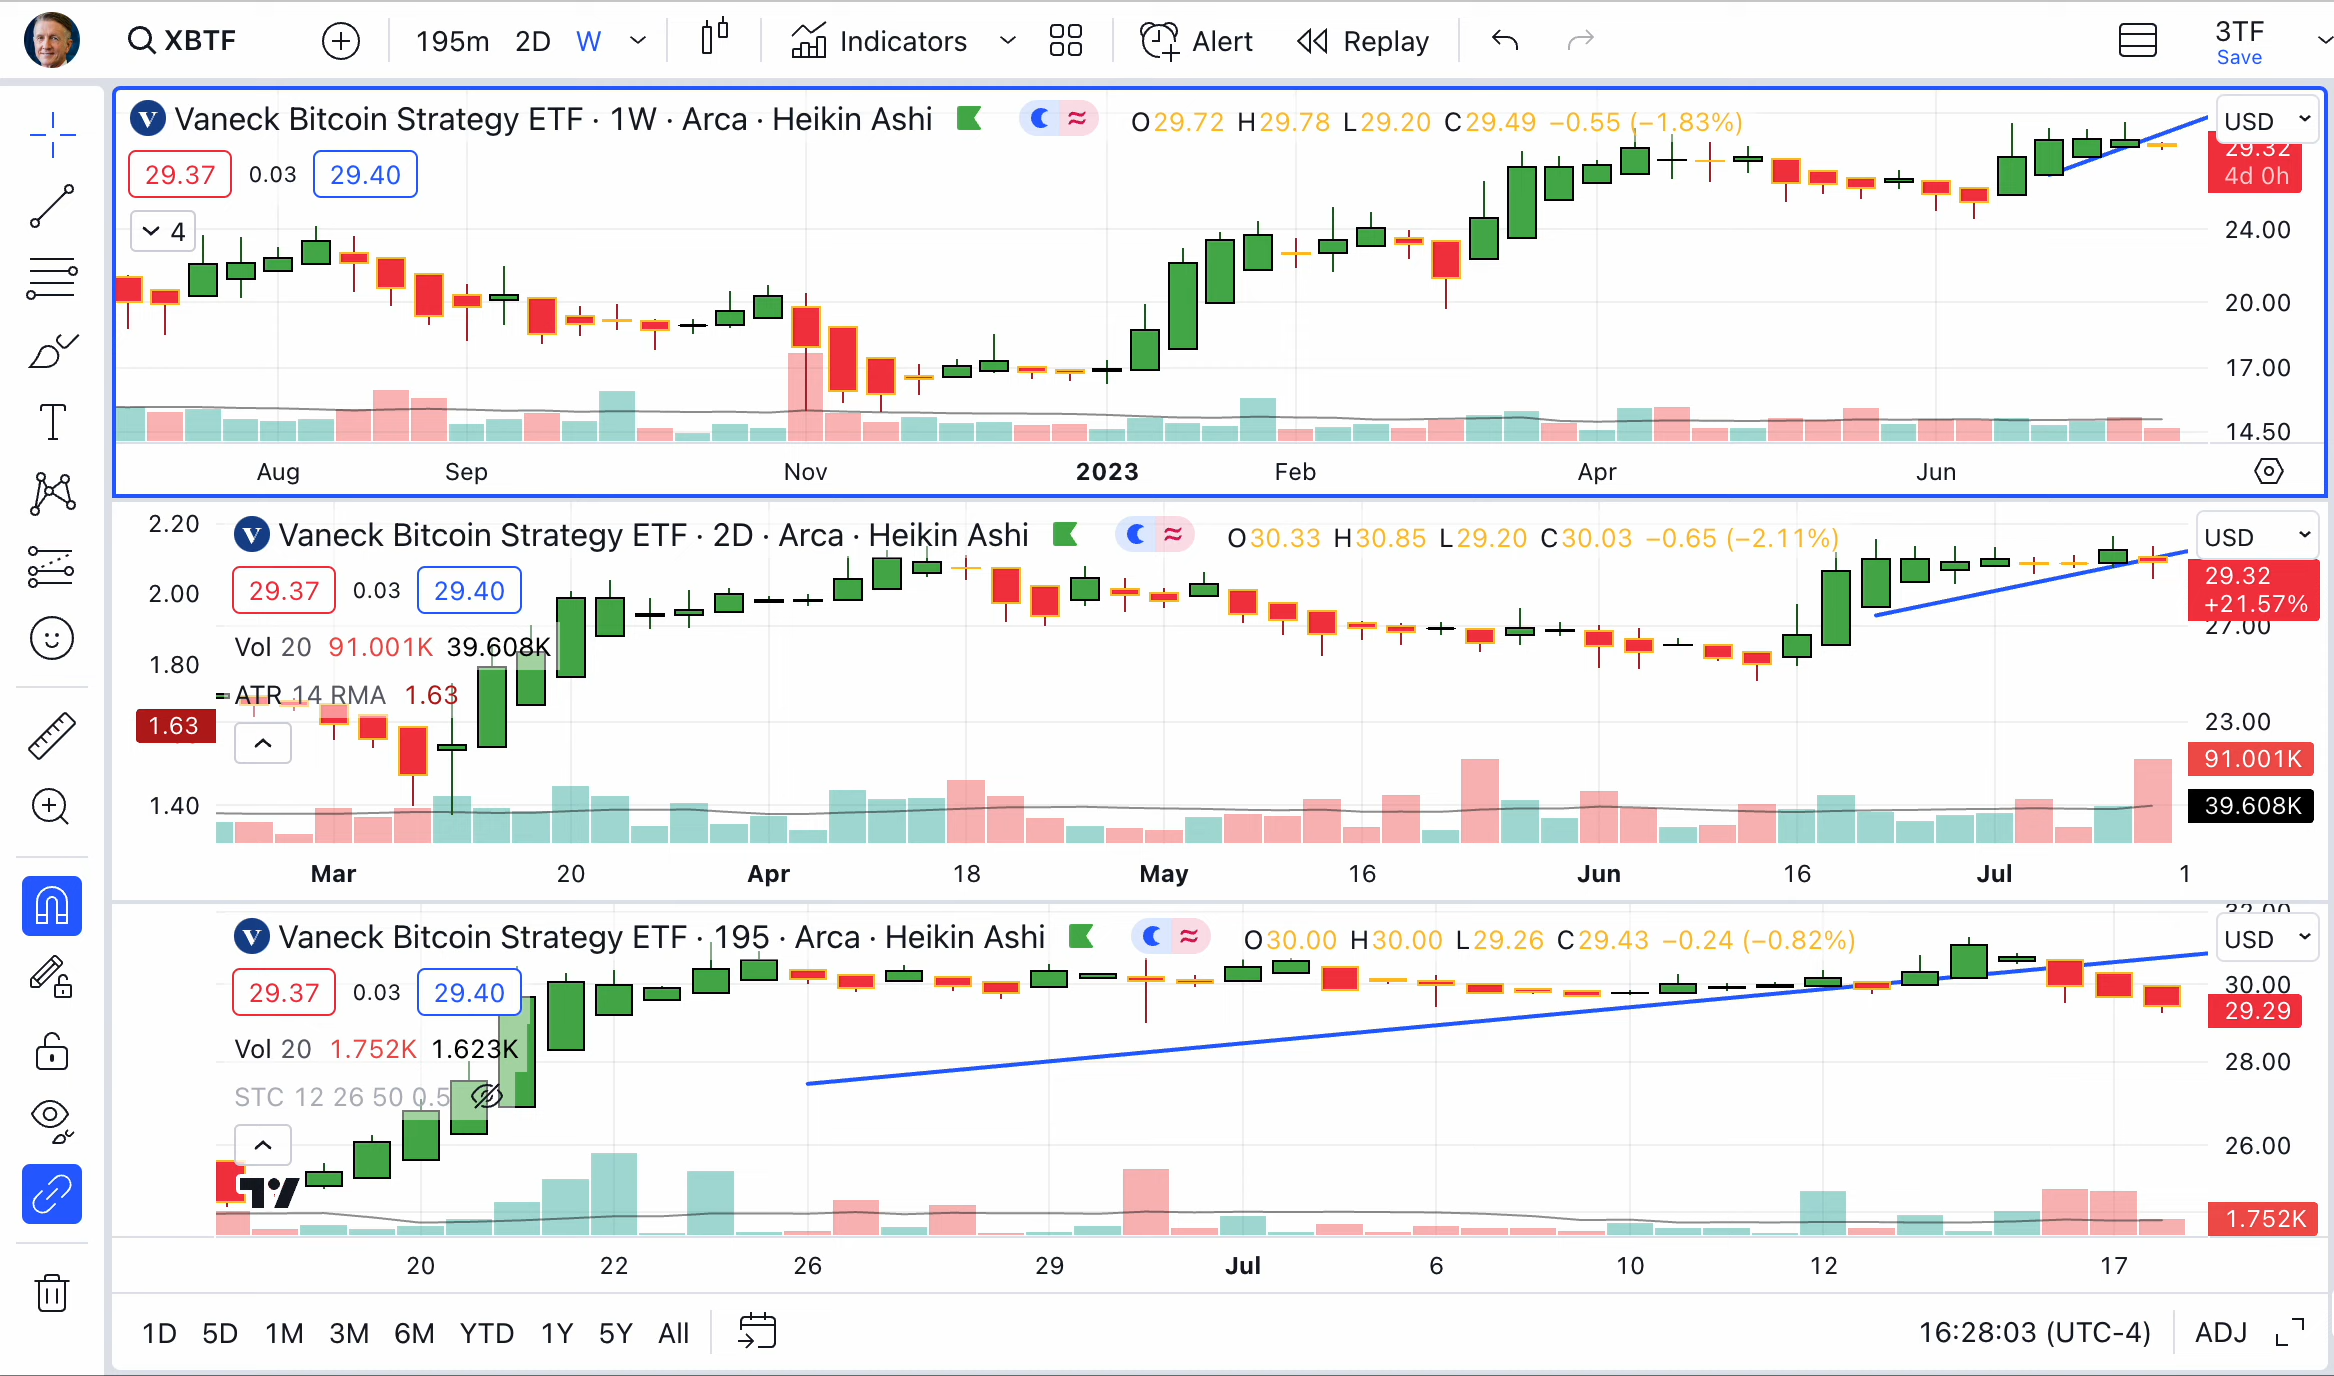 XBTF 195m 2D W Indicators Alert Replay 3TF
Save
Vaneck Bitcoin Strategy ETF · 1W · Arca · Heikin Ashi O29.72 H29.78 L29.20 C29.49 −0.55 (−1.83%) USD
29.37 0.03 29.40
4
29.32
4d 0h
24.00
20.00
17.00
14.50
Aug Sep Nov 2023 Feb Apr Jun
Vaneck Bitcoin Strategy ETF · 2D · Arca · Heikin Ashi O30.33 H30.85 L29.20 C30.03 −0.65 (−2.11%) USD
29.37 0.03 29.40
Vol 20 91.001K 39.608K
ATR 14 RMA 1.63
2.20
2.00
1.80
1.63
1.40
29.32
+21.57%
27.00
23.00
91.001K
39.608K
Mar 20 Apr 18 May 16 Jun 16 Jul 1
Vaneck Bitcoin Strategy ETF · 195 · Arca · Heikin Ashi O30.00 H30.00 L29.26 C29.43 −0.24 (−0.82%) USD
29.37 0.03 29.40
Vol 20 1.752K 1.623K
STC 12 26 50 0.5
32.00
30.00
29.29
28.00
26.00
1.752K
20 22 26 29 Jul 6 10 12 17
1D 5D 1M 3M 6M YTD 1Y 5Y All 16:28:03 (UTC-4) ADJ